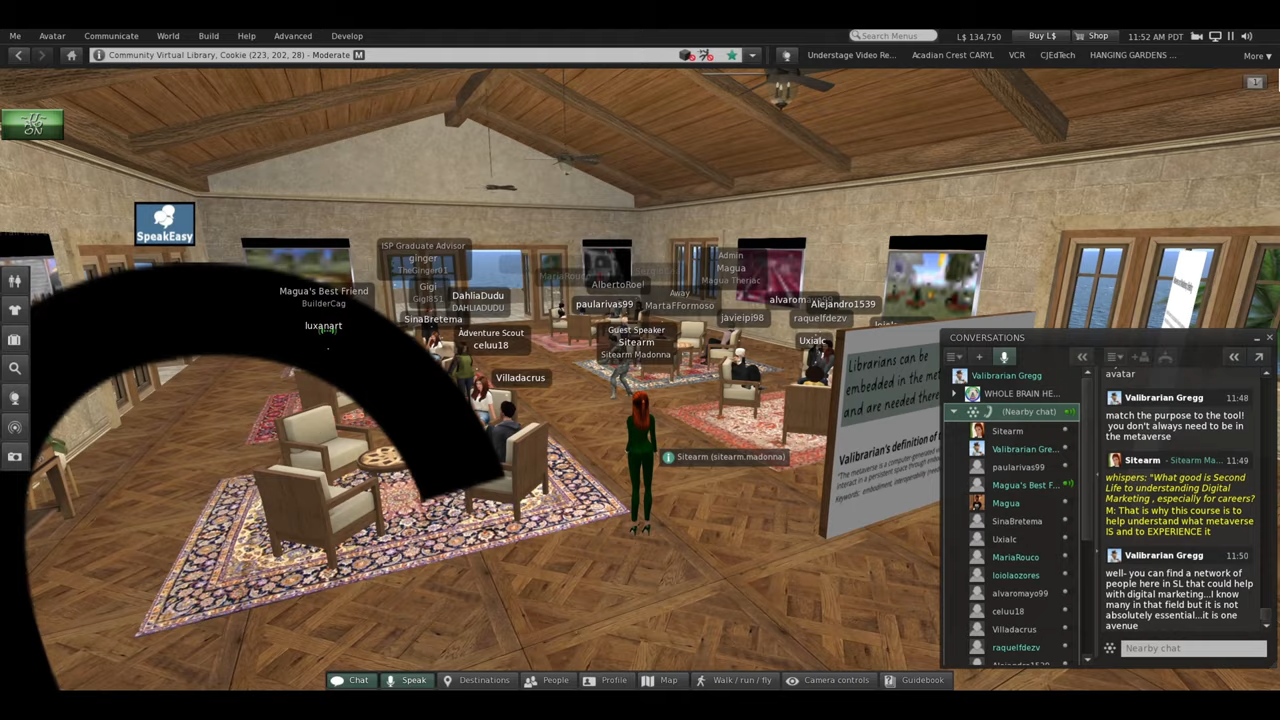 Me Avatar Communicate World Build Help Advanced Develop
Search Menus L$ 134,750 Buy L$ Shop 11:52 AM PDT
Community Virtual Library, Cookie (223, 202, 28) - Moderate M
Understage Video Re... Acadian Crest CARYL VCR CJEdTech HANGING GARDENS ... More
ON
SpeakEasy
ISP Graduate Advisor
ginger
TheGinger01
Gigi
Gigi851
Magua's Best Friend
BuilderCag
luxanart
DahliaDudu
DAHLIADUDU
SinaBretema
Adventure Scout
celuu18
Villadacrus
MariaRouco
AlbertoRoel
paularivas99
Away
MartaFFormoso
Guest Speaker
Sitearm
Sitearm Madonna
Admin
Magua
Magua Theriac
javieipi98
alvaromayo99
Alejandro1539
raquelfdezv
Uxialc
Sitearm (sitearm.madonna)
Librarians can be
embedded in the
and are needed
Valibrarian's definition of
CONVERSATIONS
Valibrarian Gregg
WHOLE BRAIN HE...
(Nearby chat)
Sitearm
Valibrarian Gre...
paularivas99
Magua's Best F...
Magua
SinaBretema
Uxialc
MariaRouco
loiolaozores
alvaromayo99
celuu18
Villadacrus
raquelfdezv
Alejandro1539
avatar
Valibrarian Gregg 11:48
match the purpose to the tool!
you don't always need to be in
the metaverse
Sitearm - Sitearm Ma... 11:49
whispers: "What good is Second
Life to understanding Digital
Marketing , especially for careers?
M: That is why this course is to
help understand what metaverse
IS and to EXPERIENCE it
Valibrarian Gregg 11:50
well- you can find a network of
people here in SL that could help
with digital marketing...I know
many in that field but it is not
absolutely essential...it is one
avenue
Nearby chat
Chat Speak Destinations People Profile Map Walk / run / fly Camera controls Guidebook